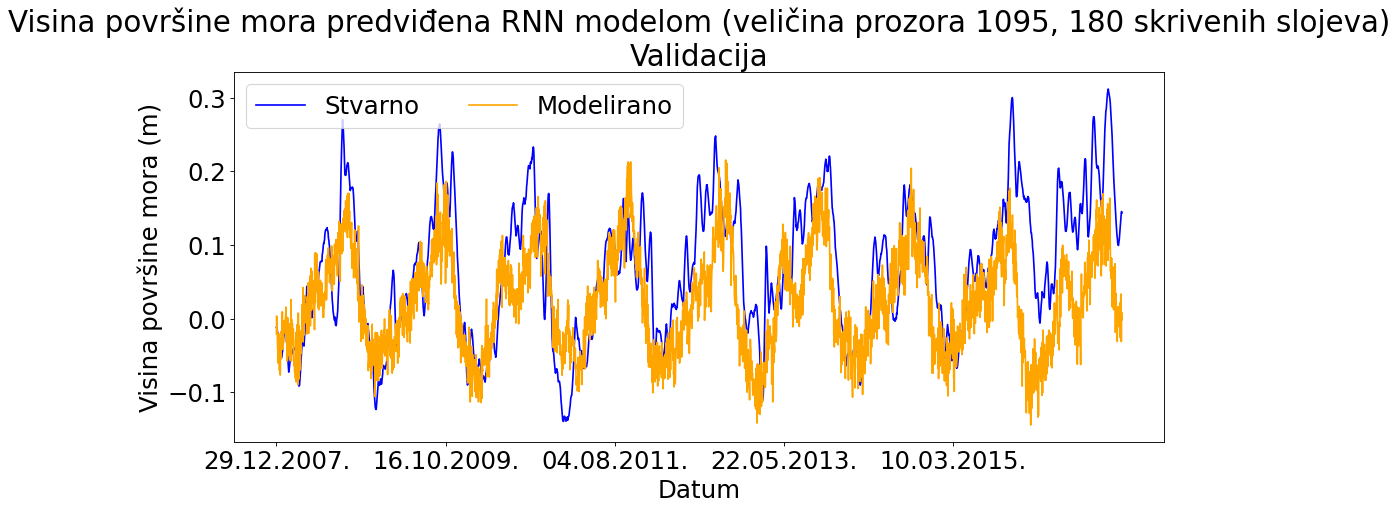 Visina površine mora predviđena RNN modelom (veličina prozora 1095, 180 skrivenih slojeva)
Validacija
Stvarno
Modelirano
Visina površine mora (m)
0.3
0.2
0.1
0.0
−0.1
29.12.2007.
16.10.2009.
04.08.2011.
22.05.2013.
10.03.2015.
Datum